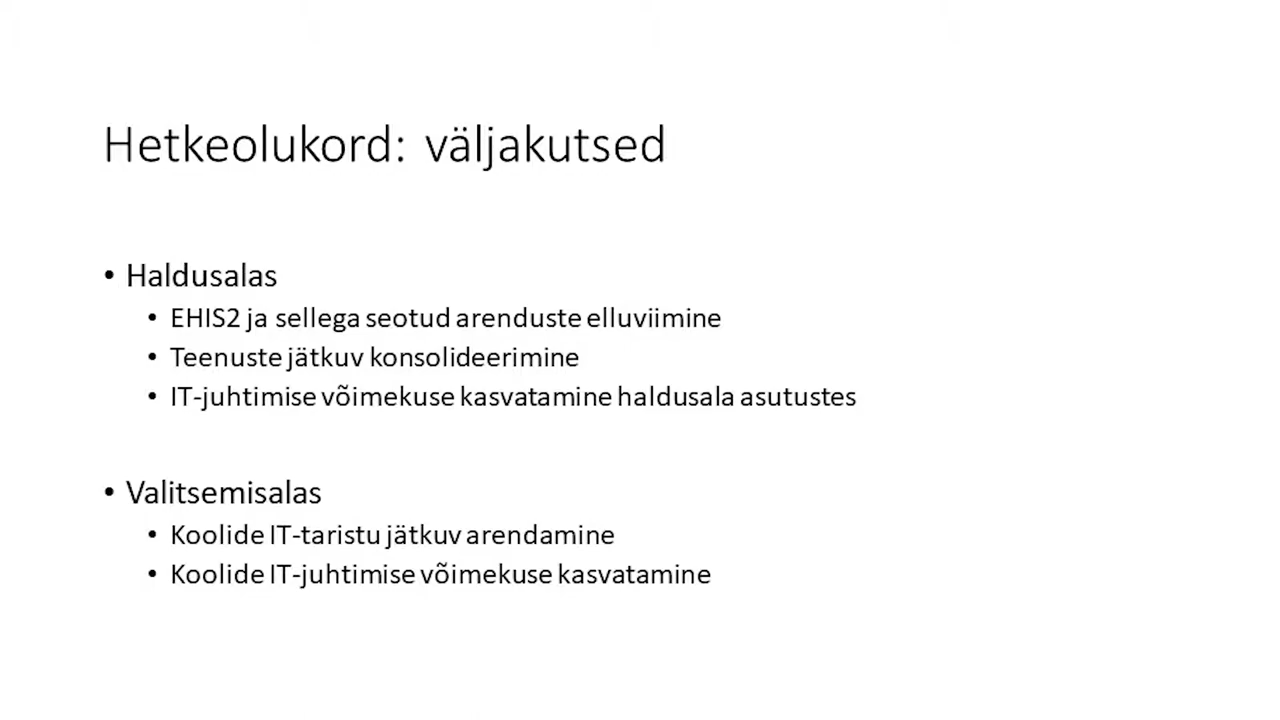 Hetkeolukord: väljakutsed
• Haldusalas
• EHIS2 ja sellega seotud arenduste elluviimine
• Teenuste jätkuv konsolideerimine
• IT-juhtimise võimekuse kasvatamine haldusala asutustes
• Valitsemisalas
• Koolide IT-taristu jätkuv arendamine
• Koolide IT-juhtimise võimekuse kasvatamine